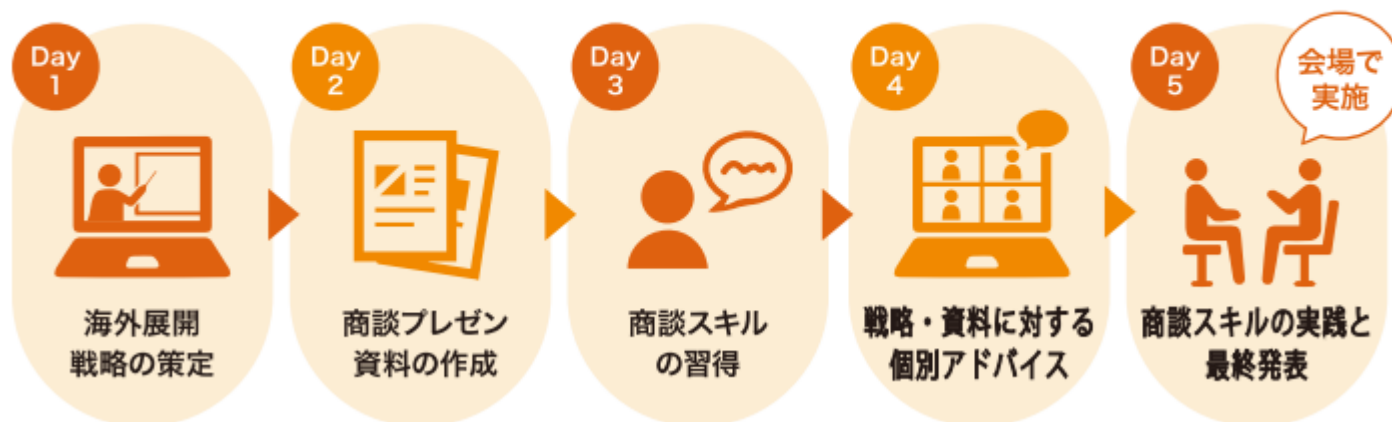 Day
1
海外展開
戦略の策定
Day
2
商談プレゼン
資料の作成
Day
3
商談スキル
の習得
Day
4
戦略・資料に対する
個別アドバイス
Day
5
会場で
実施
商談スキルの実践と
最終発表